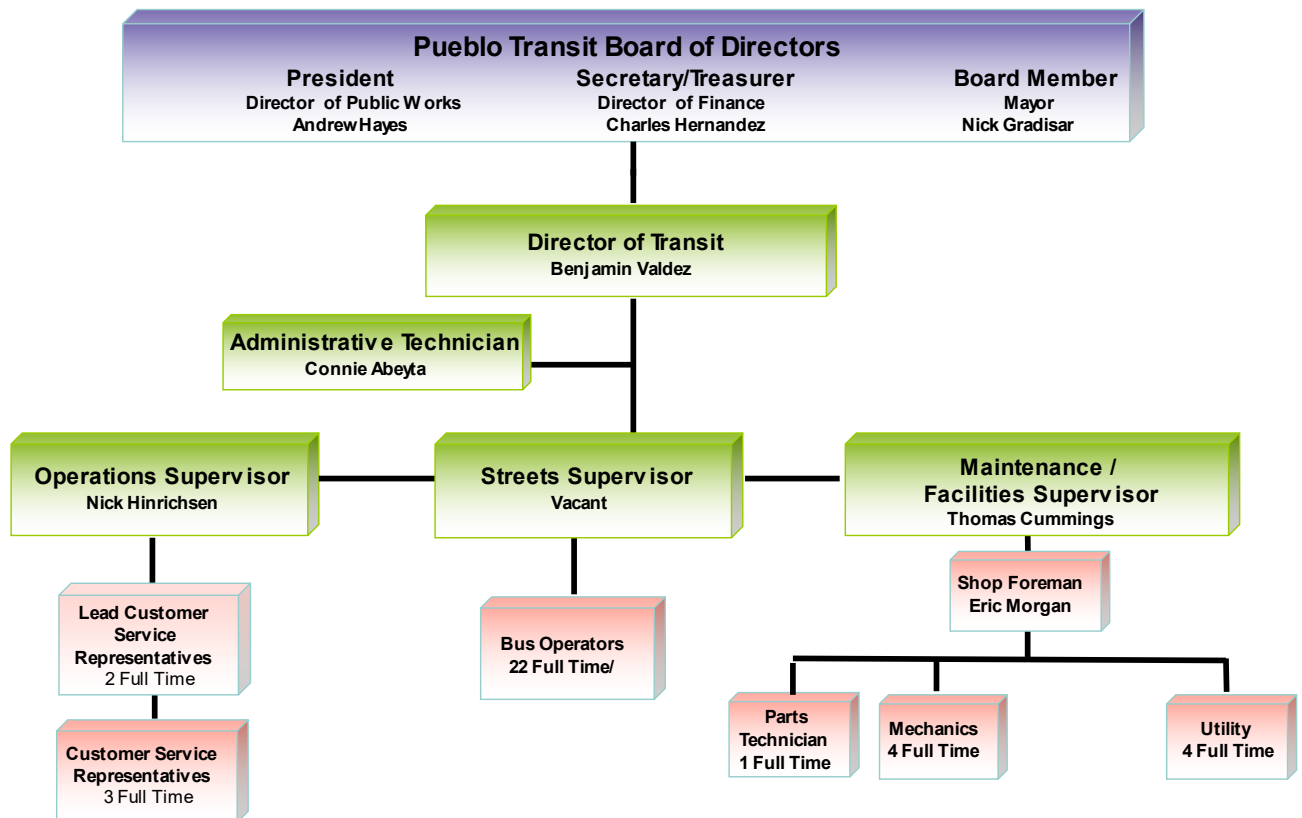 Pueblo Transit Board of Directors
President
Director of Public Works
Andrew Hayes
Secretary/Treasurer
Director of Finance
Charles Hernandez
Board Member
Mayor
Nick Gradisar
Director of Transit
Benjamin Valdez
Administrative Technician
Connie Abeyta
Operations Supervisor
Nick Hinrichsen
Streets Supervisor
Vacant
Maintenance /
Facilities Supervisor
Thomas Cummings
Lead Customer
Service
Representatives
2 Full Time
Customer Service
Representatives
3 Full Time
Bus Operators
22 Full Time/
Shop Foreman
Eric Morgan
Parts
Technician
1 Full Time
Mechanics
4 Full Time
Utility
4 Full Time